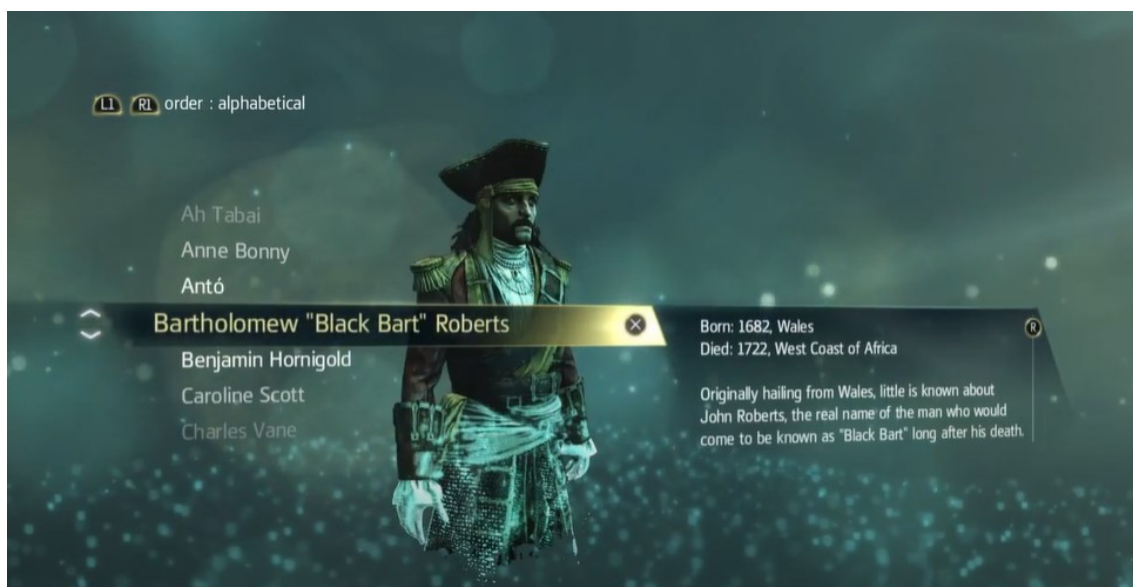 L1 R1 order : alphabetical
Ah Tabai
Anne Bonny
Antó
Bartholomew "Black Bart" Roberts
Benjamin Hornigold
Caroline Scott
Charles Vane
R
Born: 1682, Wales
Died: 1722, West Coast of Africa
Originally hailing from Wales, little is known about
John Roberts, the real name of the man who would
come to be known as "Black Bart" long after his death.